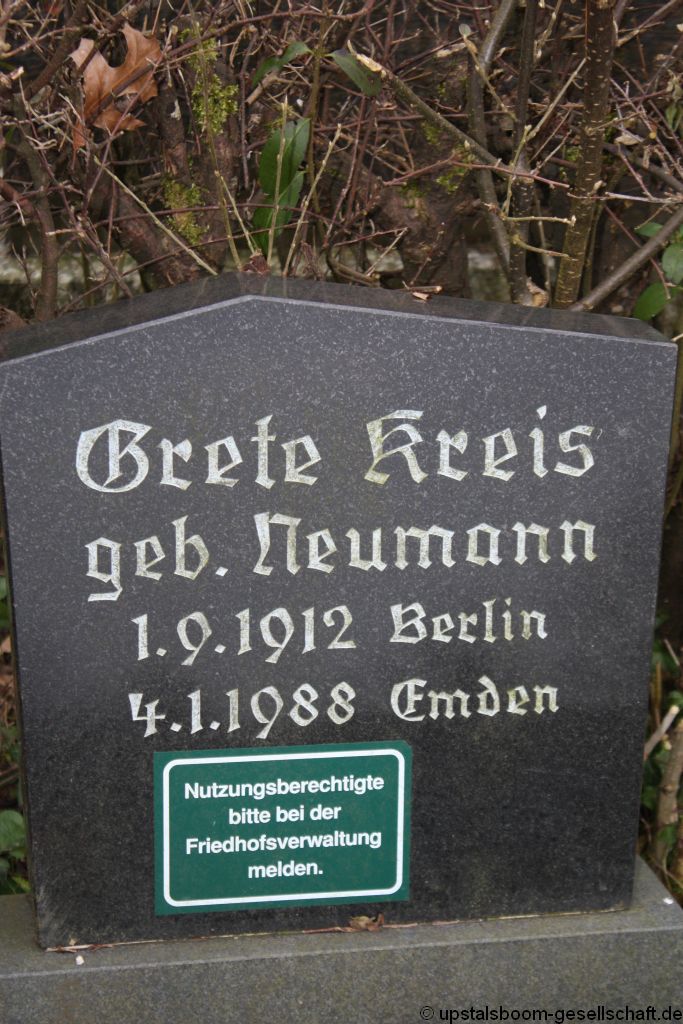 Grete Kreis
geb. Neumann
1.9.1912 Berlin
4.1.1988 Emden
Nutzungsberechtigte
bitte bei der
Friedhofsverwaltung
melden.
© upstalsboom-gesellschaft.de